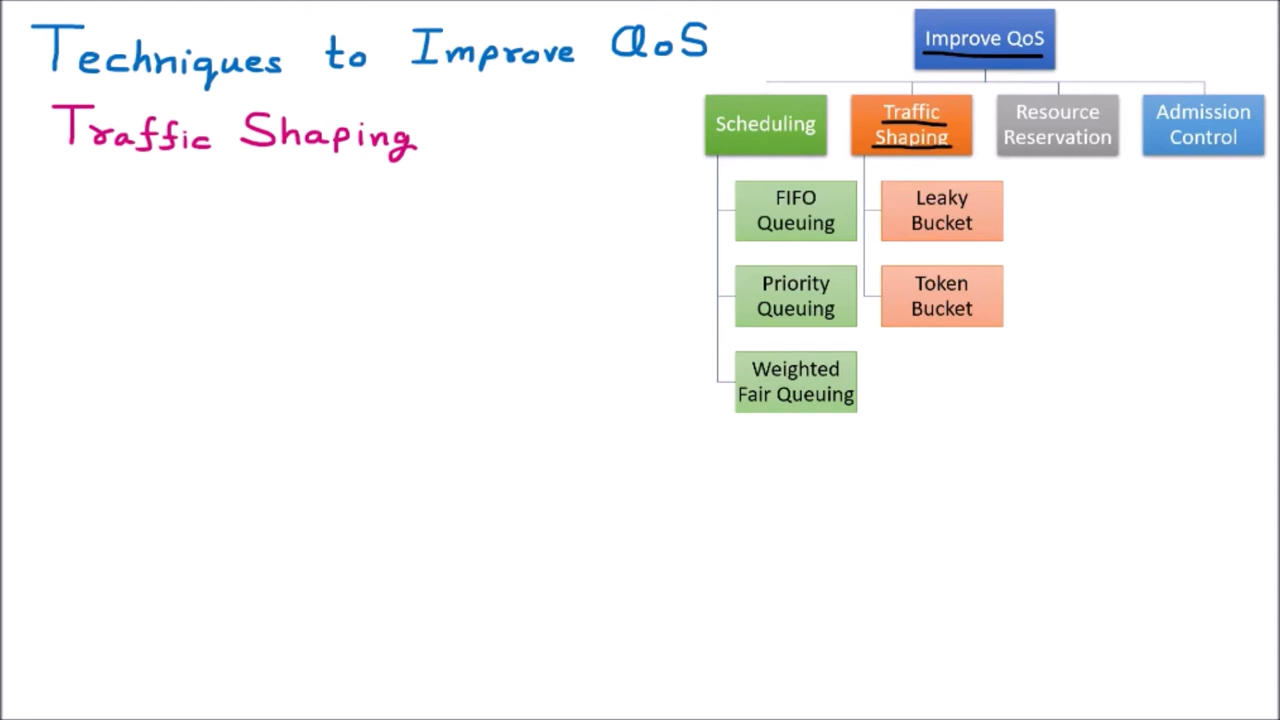 Techniques to Improve QoS
Traffic Shaping
Improve QoS
Scheduling
Traffic
Shaping
Resource
Reservation
Admission
Control
FIFO
Queuing
Priority
Queuing
Weighted
Fair Queuing
Leaky
Bucket
Token
Bucket